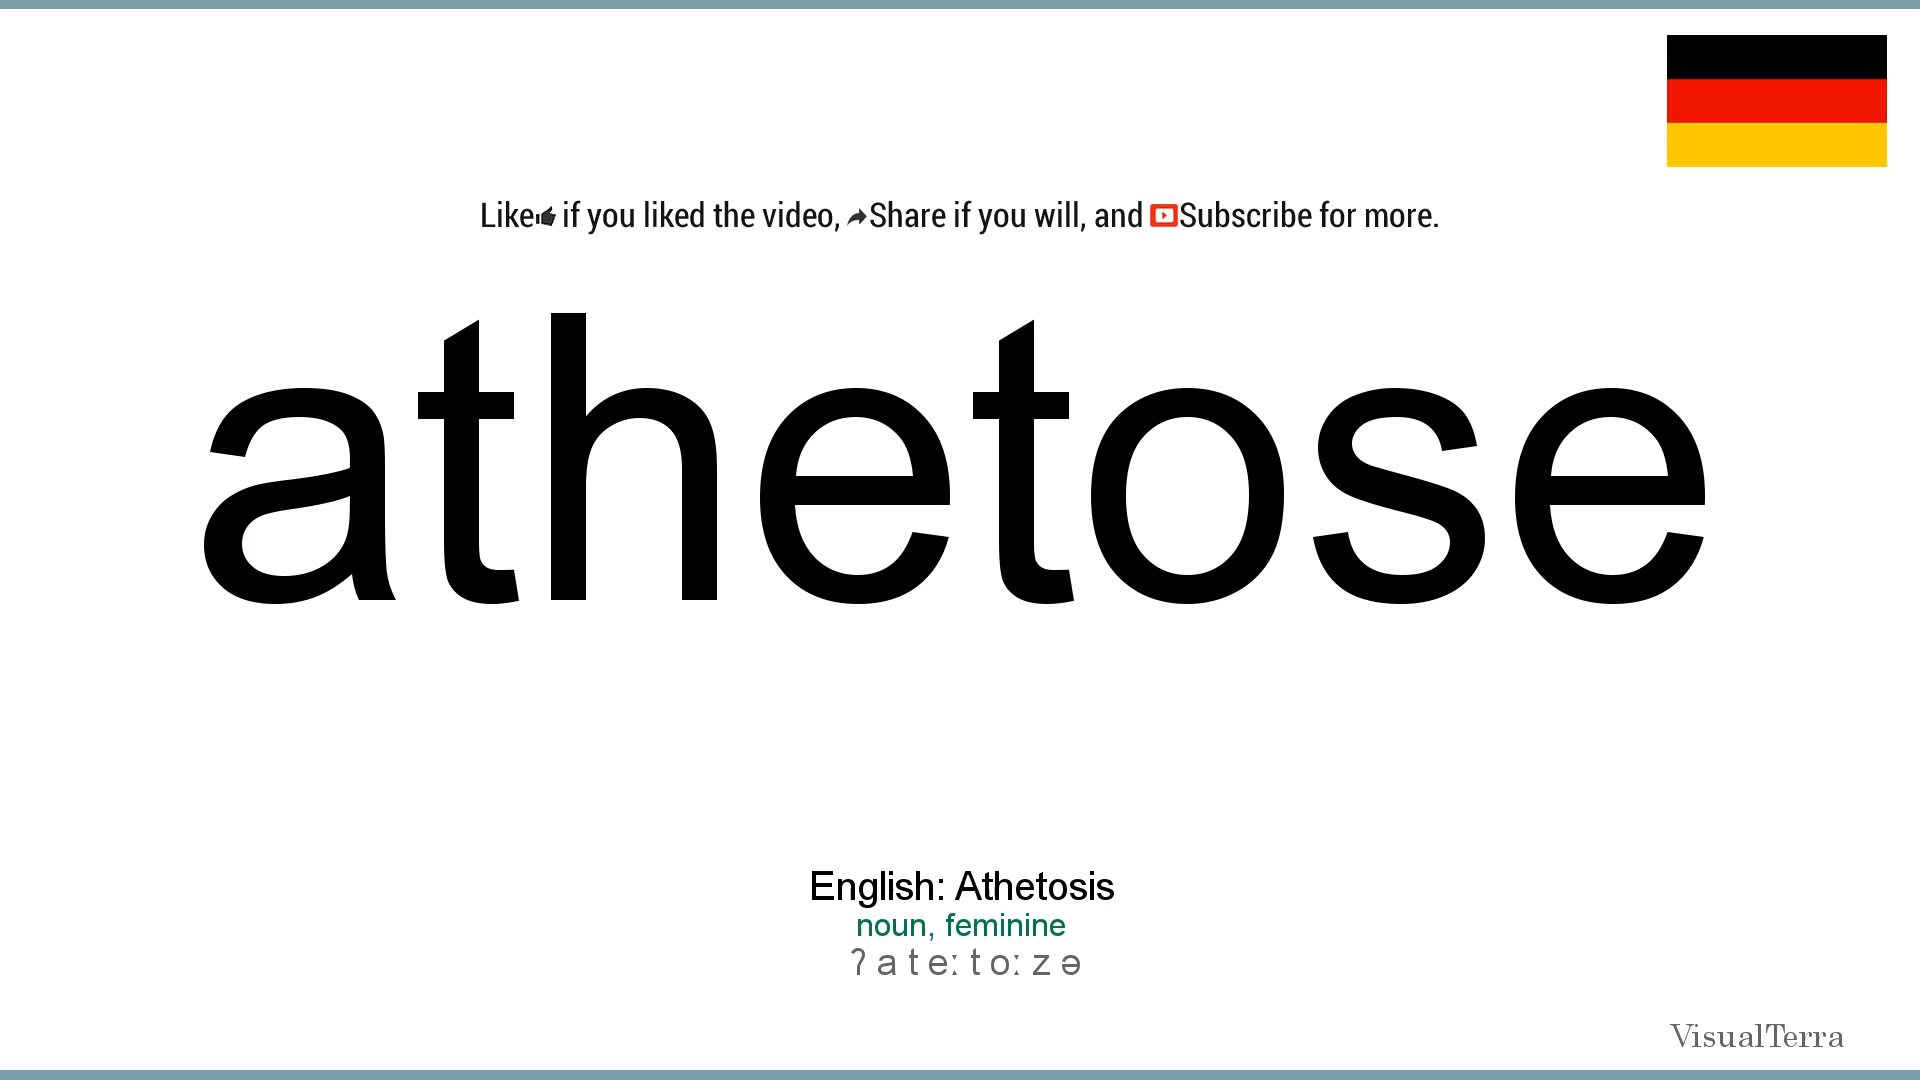 Like if you liked the video, Share if you will, and Subscribe for more.
athetose
English: Athetosis
noun, feminine
ʔ a t eː t oː z ə
VisualTerra